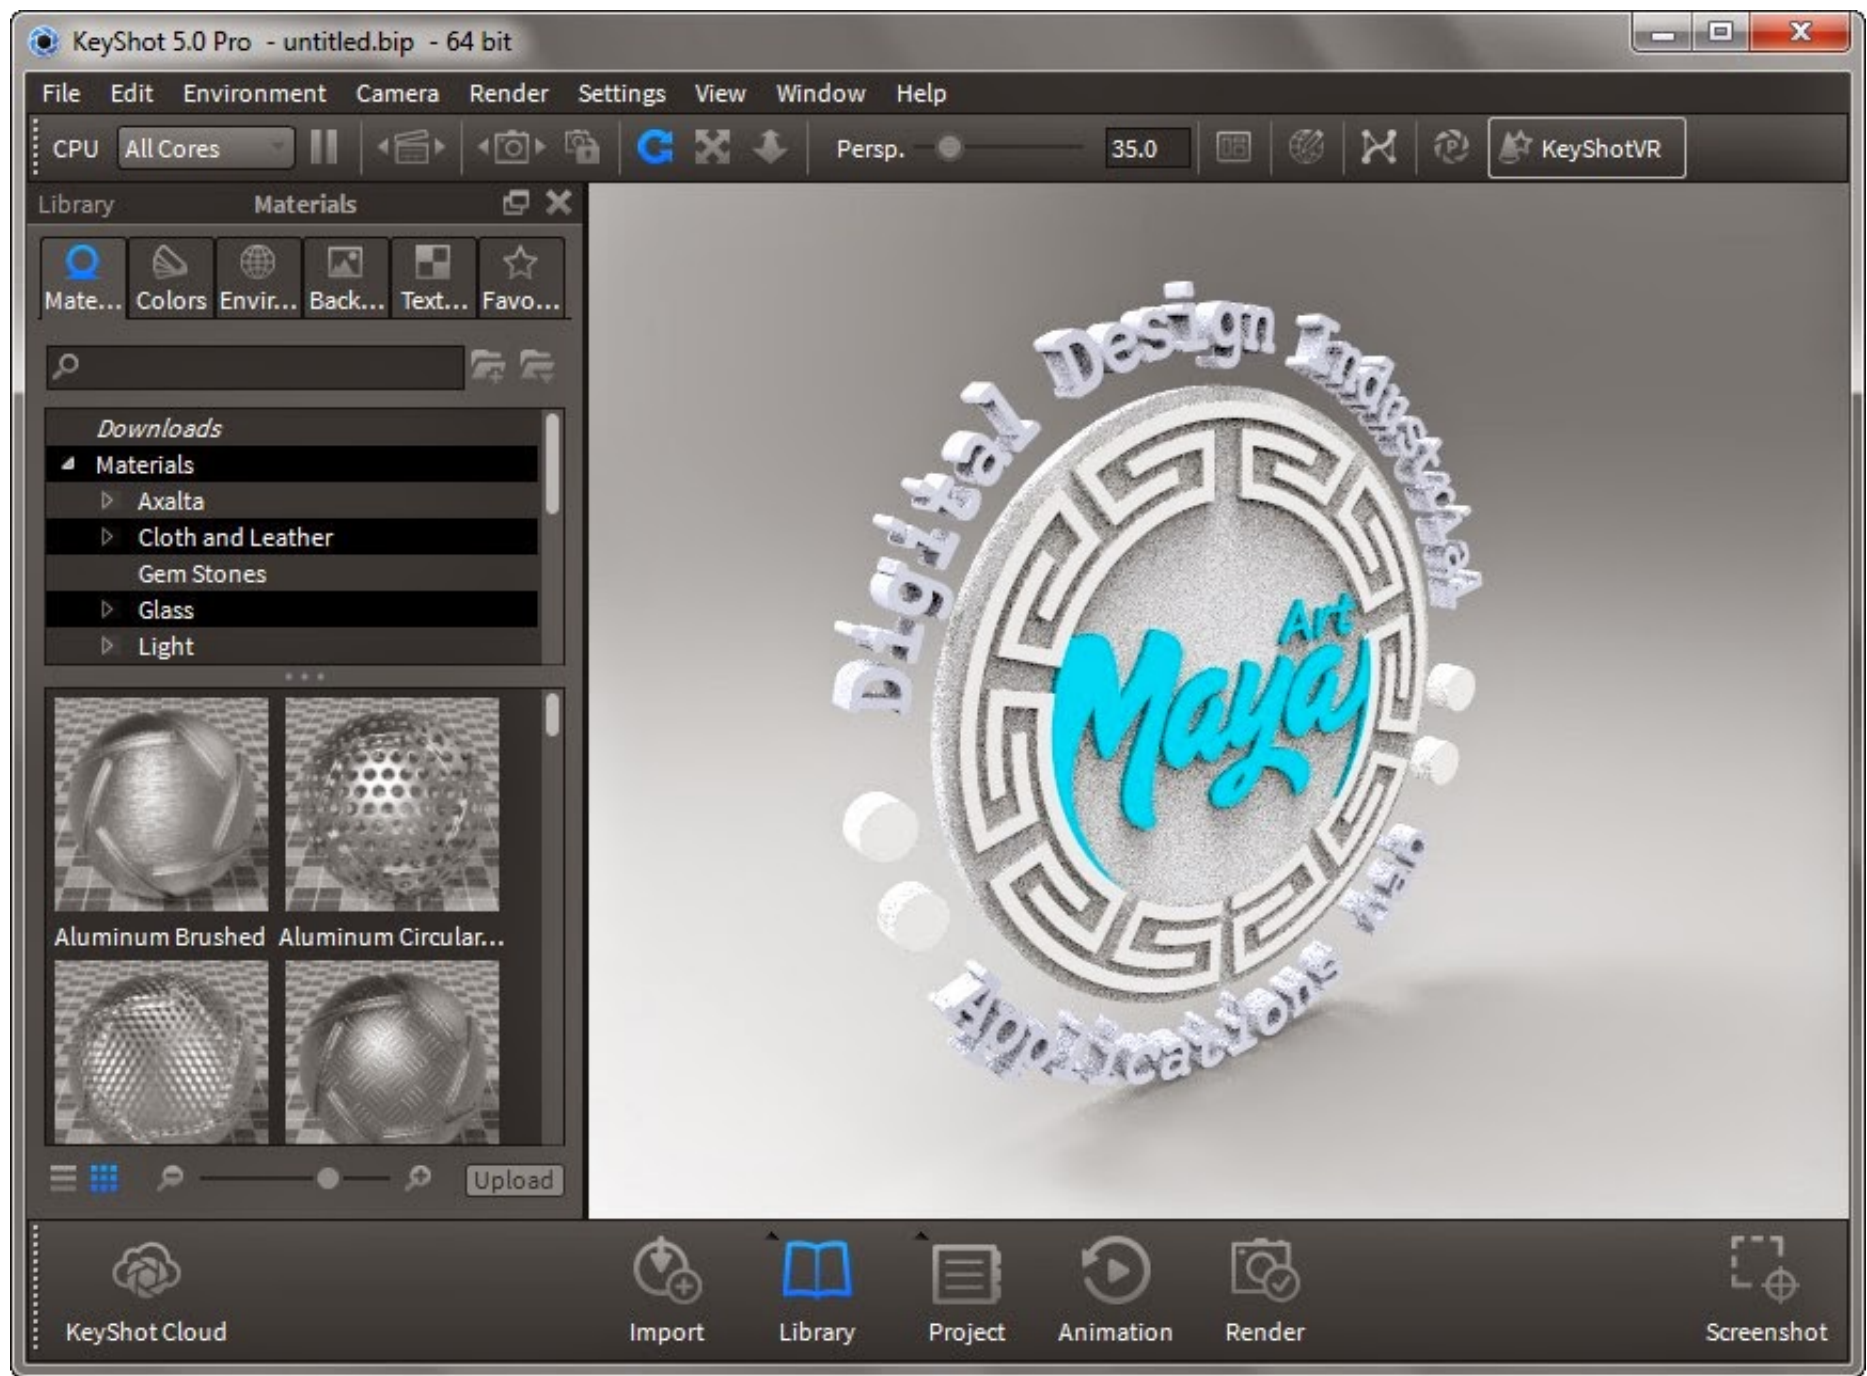 KeyShot 5.0 Pro - untitled.bip - 64 bit
File Edit Environment Camera Render Settings View Window Help
CPU All Cores Persp. 35.0 KeyShotVR
Library Materials
Mate... Colors Envir... Back... Text... Favo...
Downloads
Materials
Axalta
Cloth and Leather
Gem Stones
Glass
Light
Aluminum Brushed Aluminum Circular...
Upload
Digital Design Industrial
Art
Maya
Applications
KeyShot Cloud Import Library Project Animation Render Screenshot